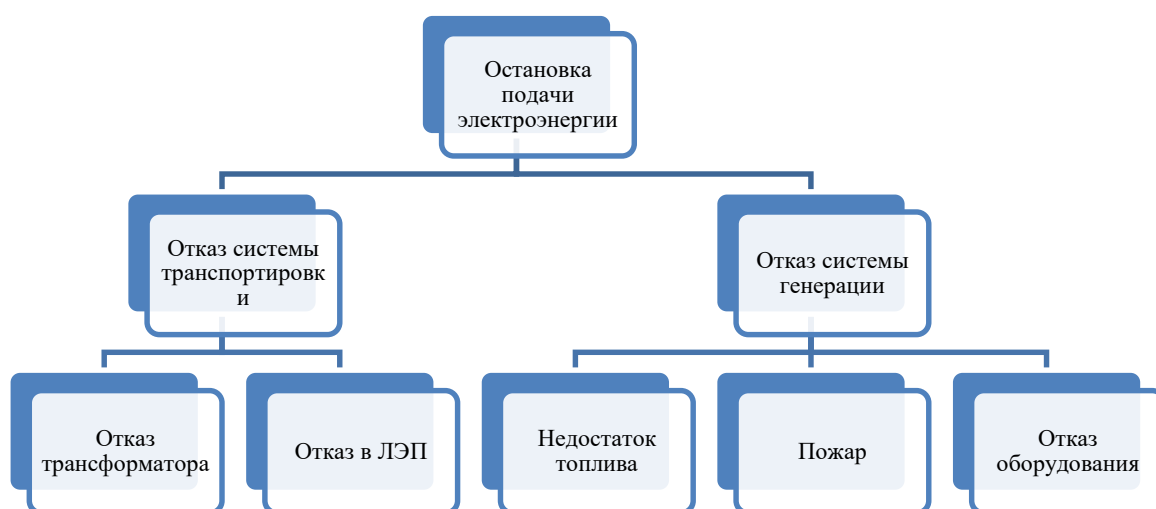 Остановка
подачи
электроэнергии
Отказ системы
транспортировк
и
Отказ системы
генерации
Отказ
трансформатора
Отказ в ЛЭП
Недостаток
топлива
Пожар
Отказ
оборудования